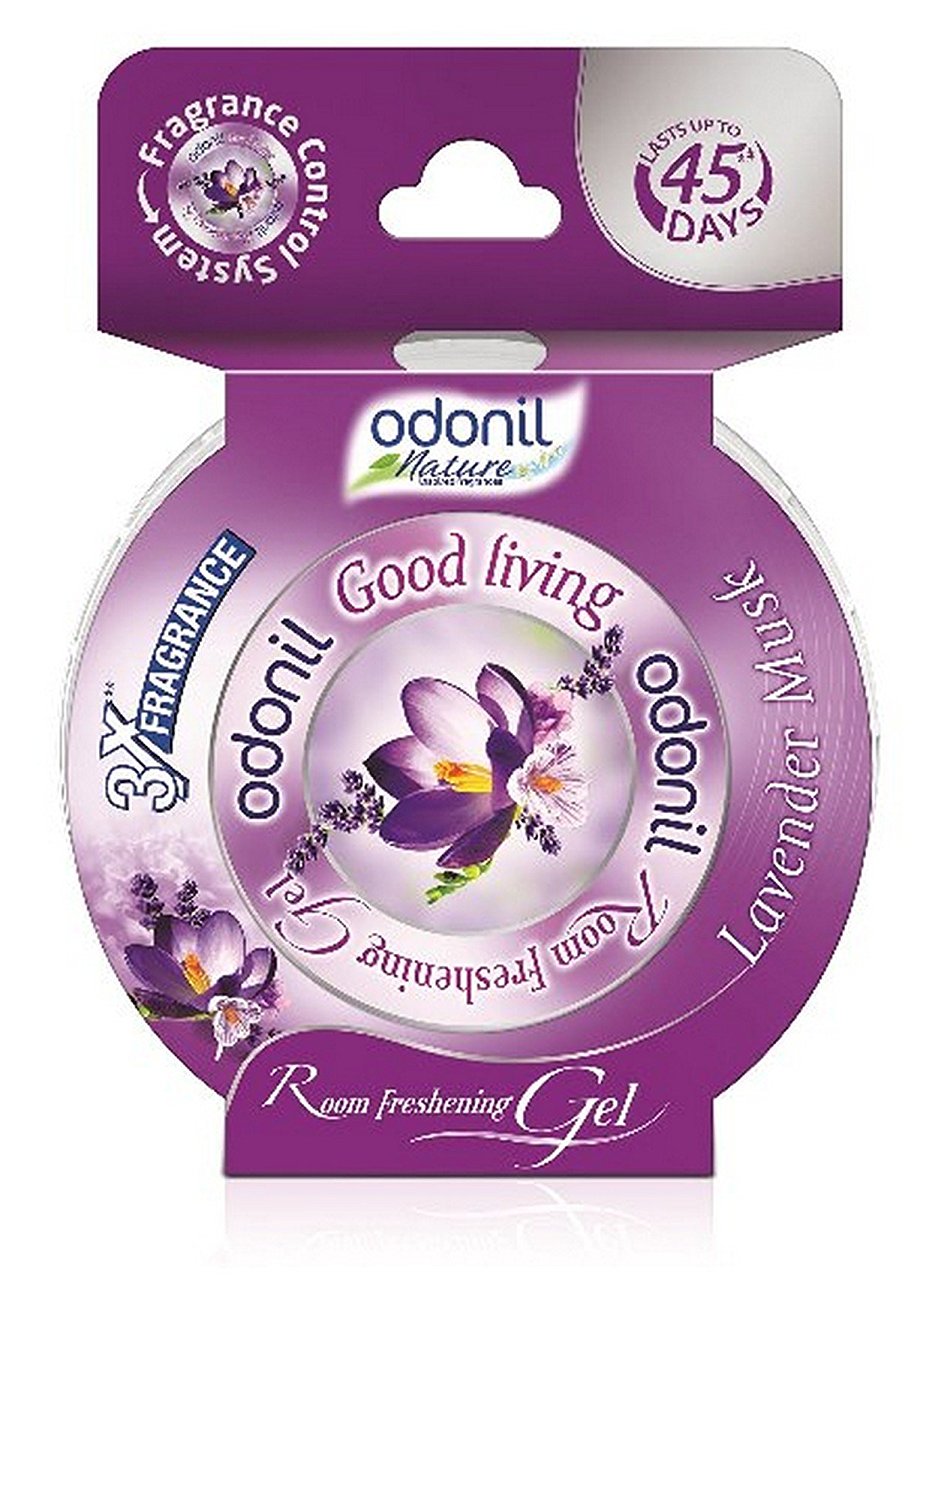 Fragrance Control System
LASTS UP TO
45**
DAYS
odonil
Nature
odonil
Good living
odonil
Room Freshening Gel
3X**
FRAGRANCE
Lavender Musk
Room Freshening Gel